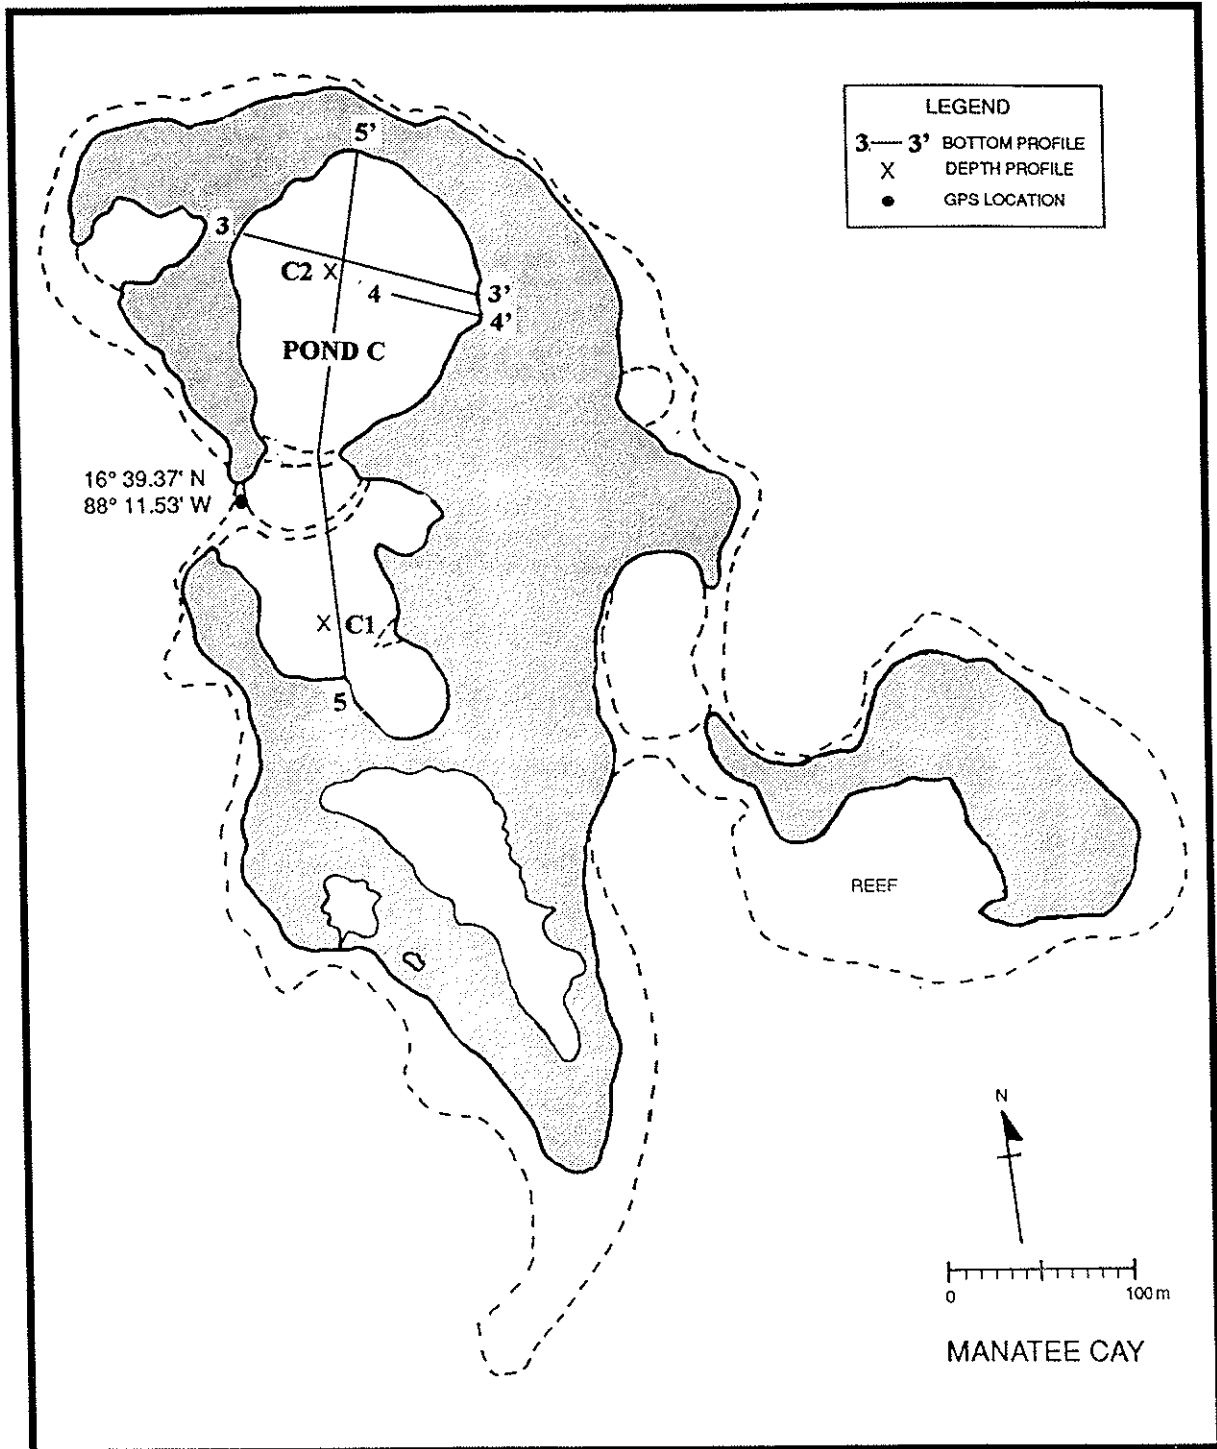 LEGEND
3 — 3' BOTTOM PROFILE
X DEPTH PROFILE
● GPS LOCATION
5'
3
C2 X
4
3'
4'
POND C
16° 39.37' N
88° 11.53' W
X C1
5
REEF
N
0 100 m
MANATEE CAY